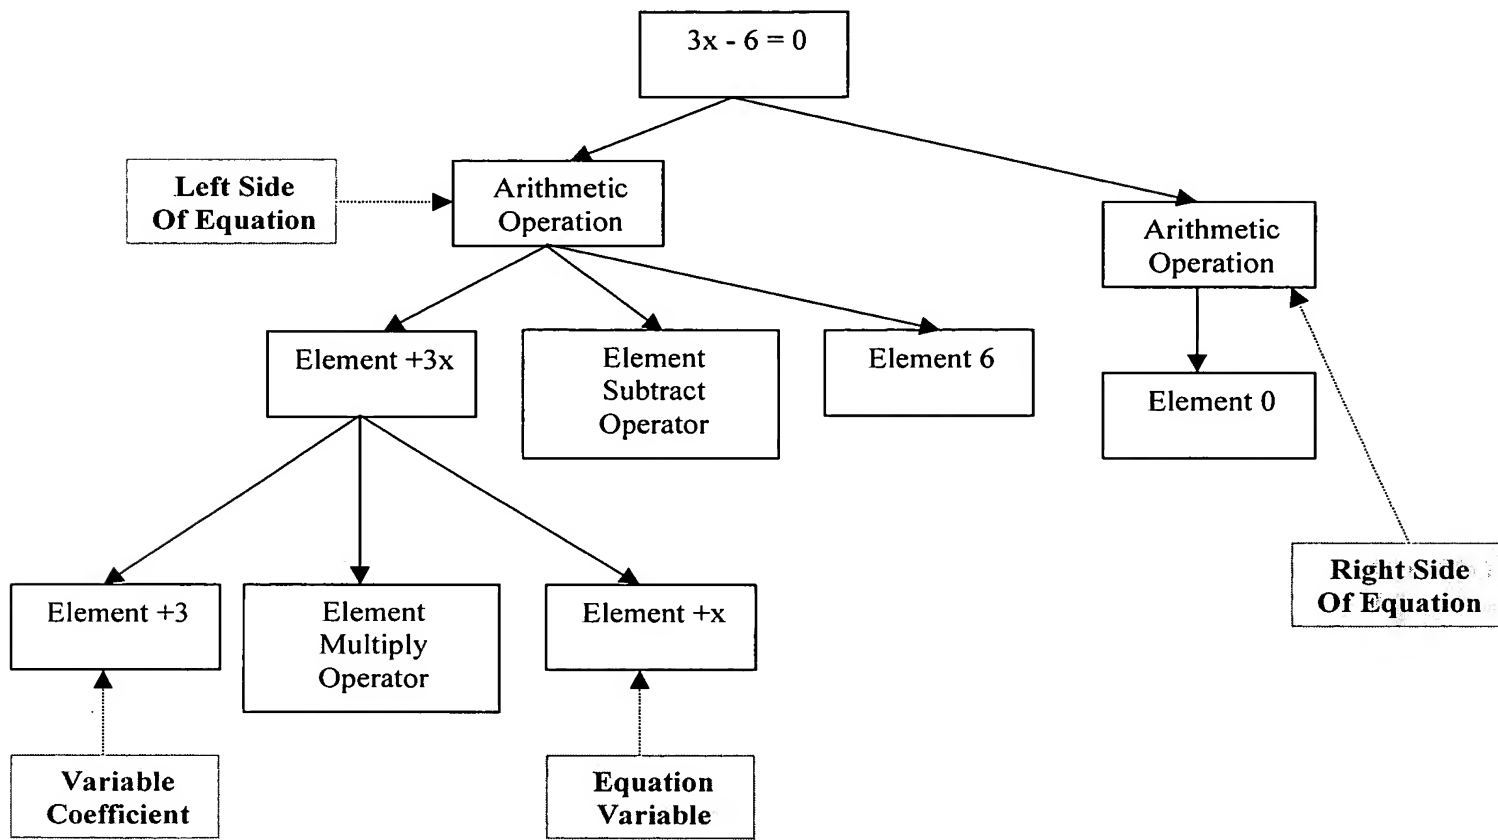 3x - 6 = 0
Left Side
Of Equation
Arithmetic
Operation
Arithmetic
Operation
Element +3x
Element
Subtract
Operator
Element 6
Element 0
Right Side
Of Equation
Element +3
Element
Multiply
Operator
Element +x
Variable
Coefficient
Equation
Variable